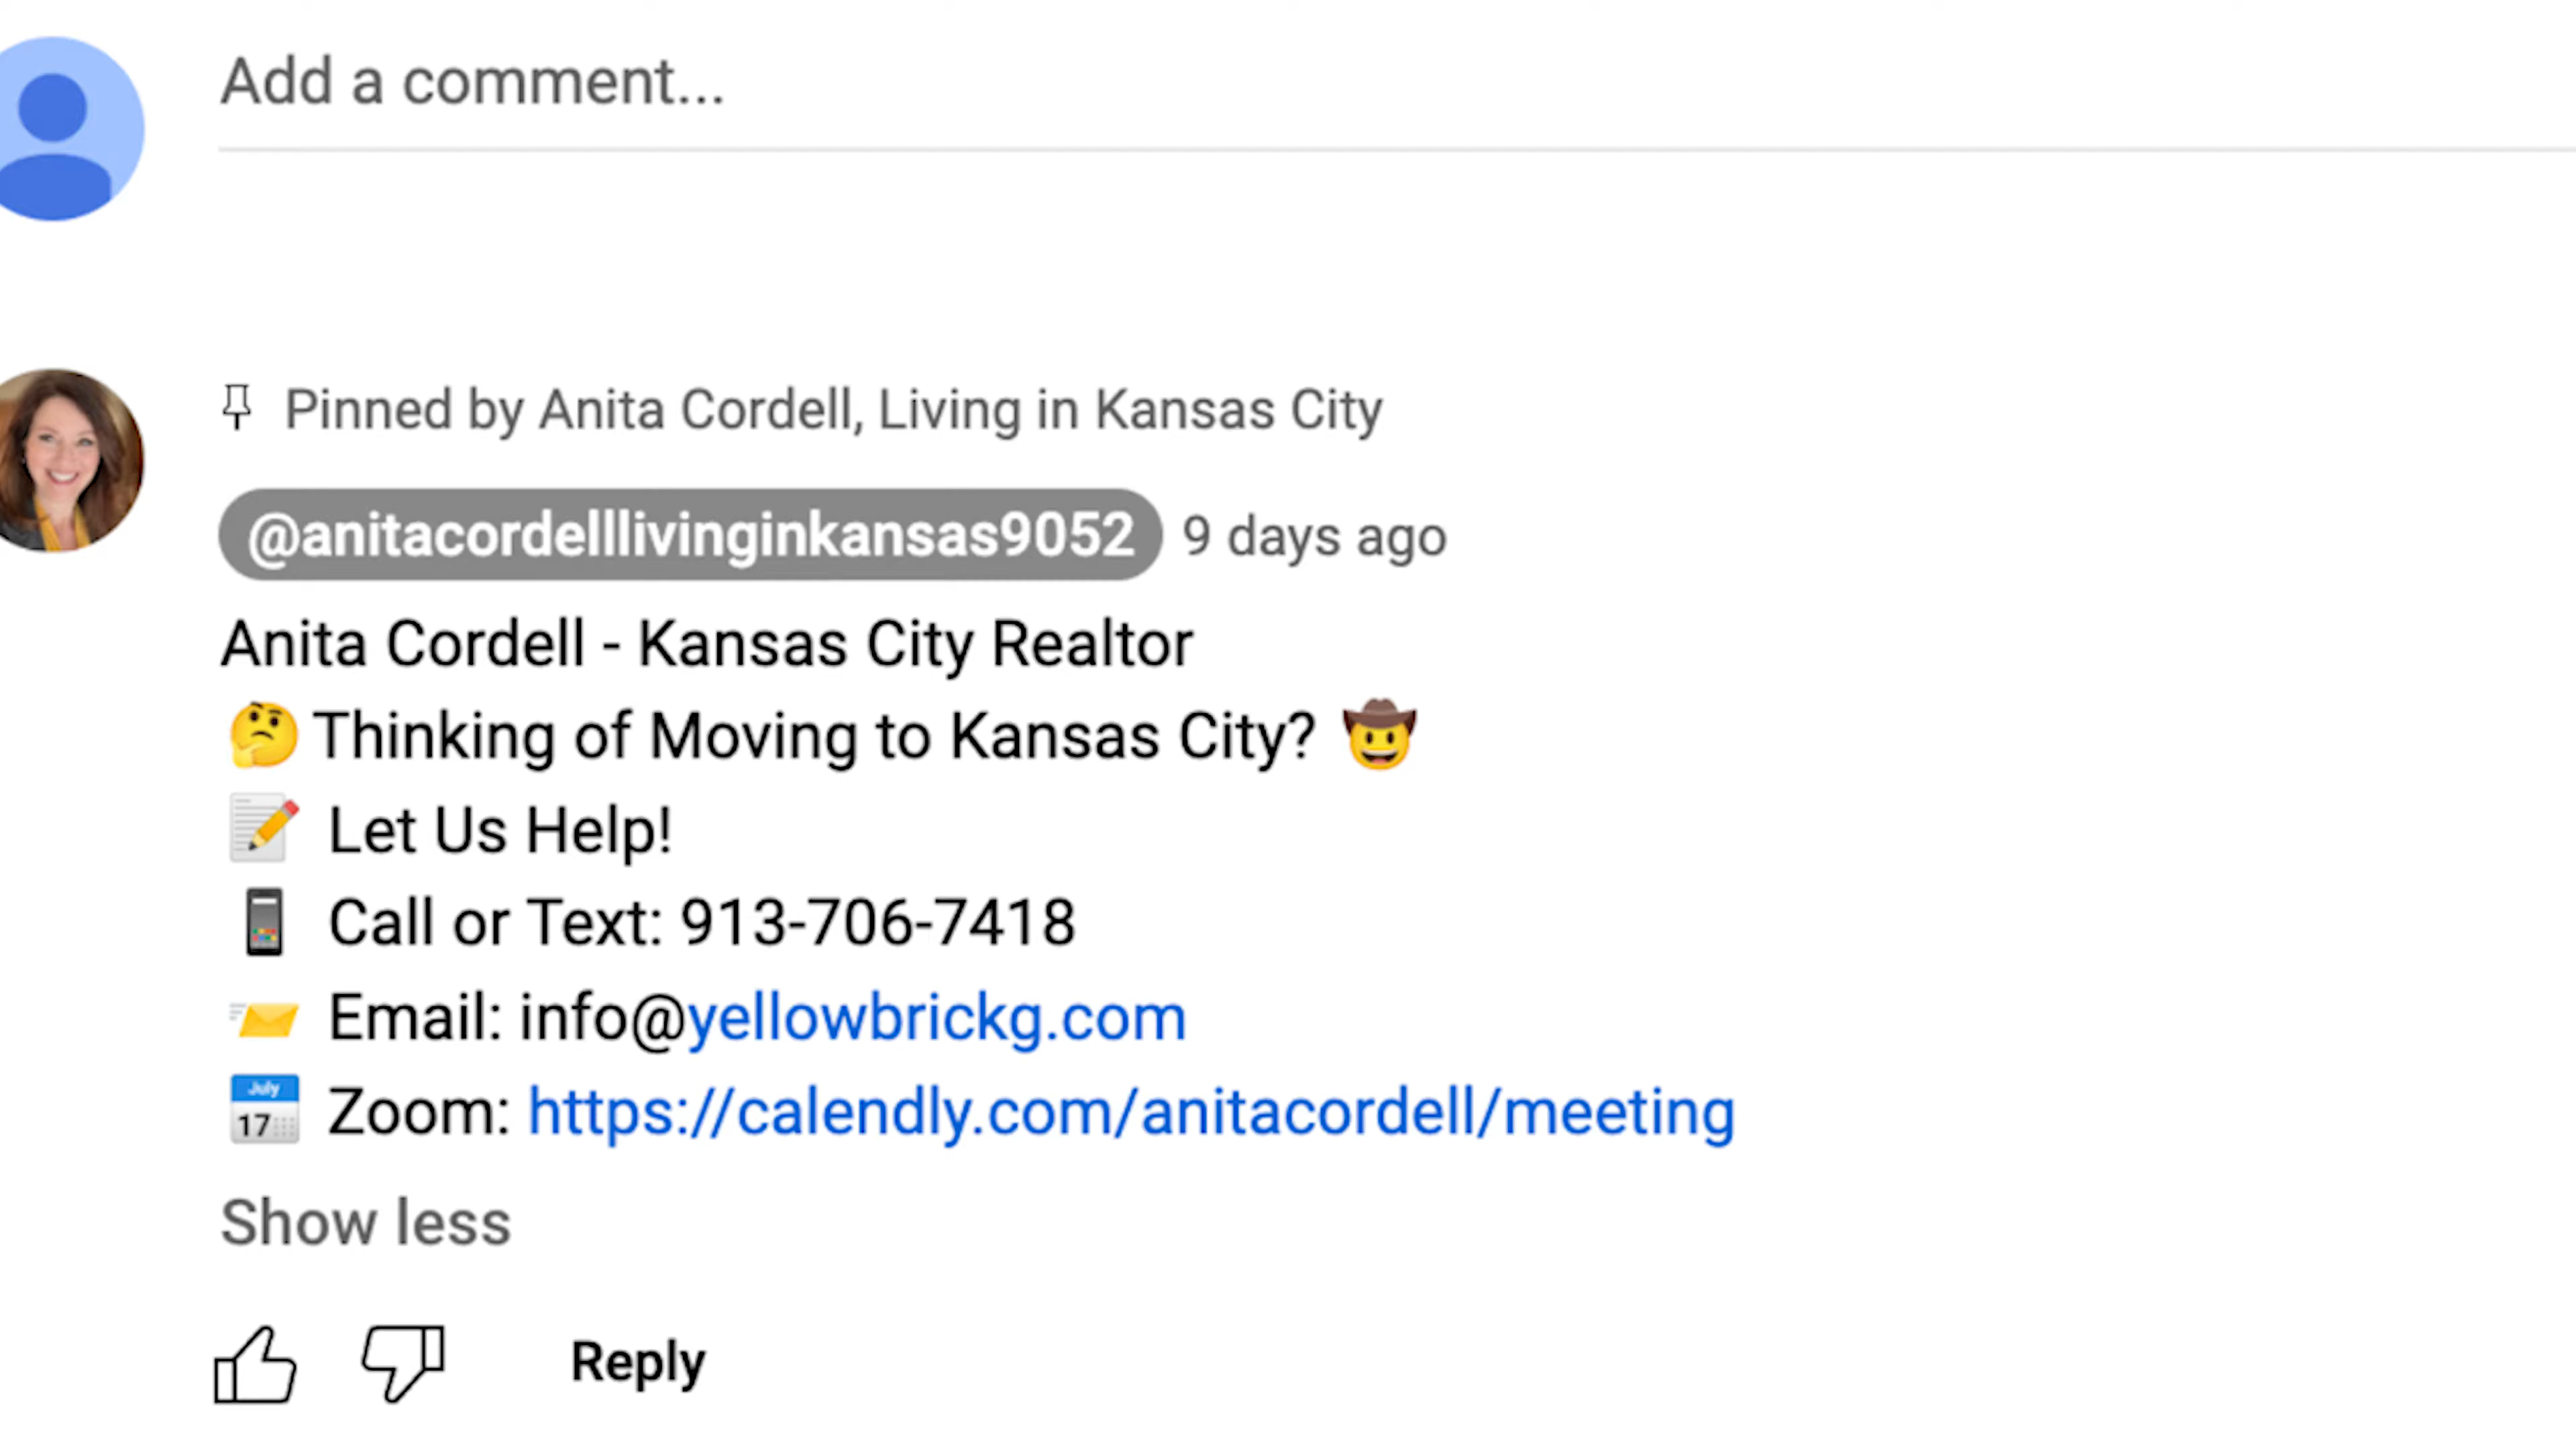 Add a comment...
Pinned by Anita Cordell, Living in Kansas City
@anitacordelllivinginkansas9052 9 days ago
Anita Cordell - Kansas City Realtor
🤔Thinking of Moving to Kansas City? 🤠
📝 Let Us Help!
📱 Call or Text: 913-706-7418
📨 Email: info@yellowbrickg.com
📅 Zoom: https://calendly.com/anitacordell/meeting
Show less
Reply